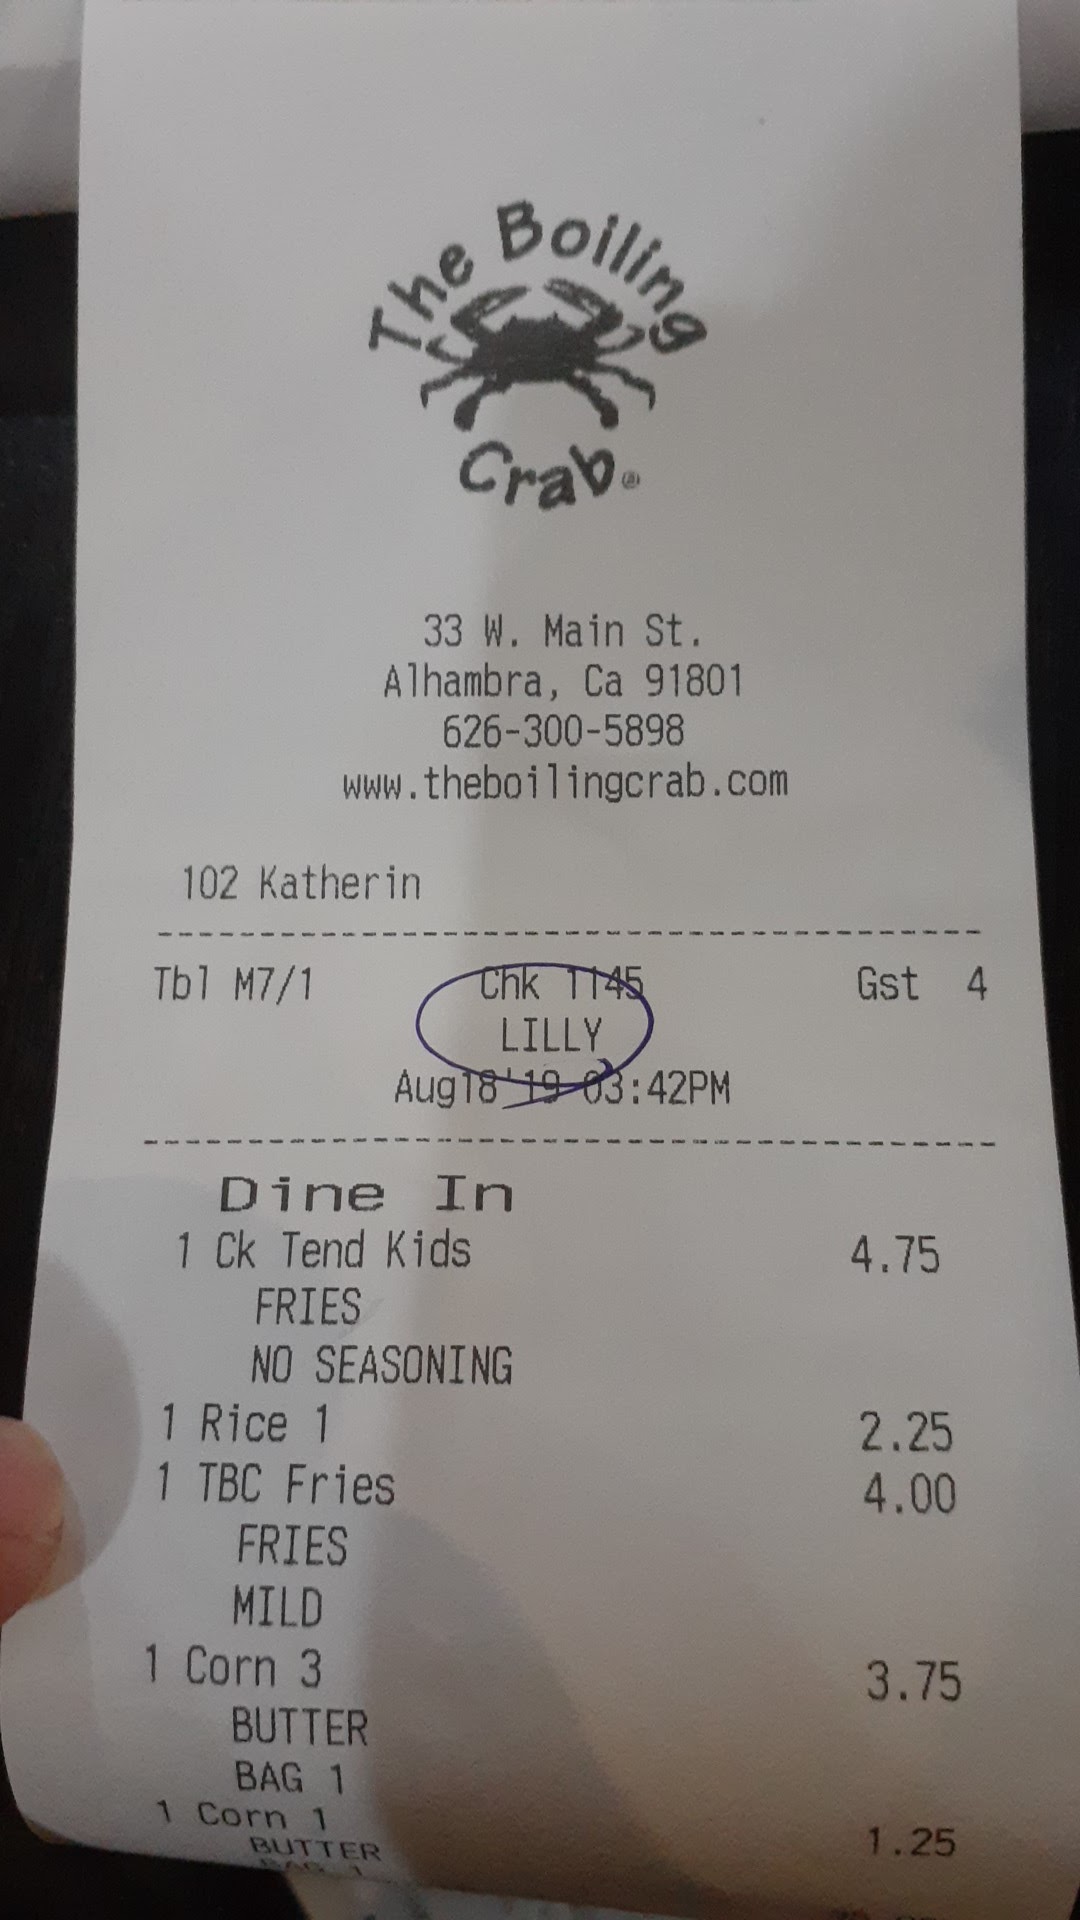 The Boiling
Crab®
33 W. Main St.
Alhambra, Ca 91801
626-300-5898
www.theboilingcrab.com
102 Katherin
Tbl M7/1 Chk 1145 Gst 4
LILLY
Aug18'19 03:42PM
Dine In
1 Ck Tend Kids 4.75
FRIES
NO SEASONING
1 Rice 1 2.25
1 TBC Fries 4.00
FRIES
MILD
1 Corn 3 3.75
BUTTER
BAG 1
1 Corn 1 1.25
BUTTER
BAG 1